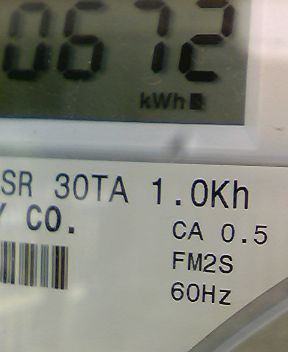 0672
kWh
SR 30TA 1.0Kh
Y CO.
CA 0.5
FM2S
60Hz